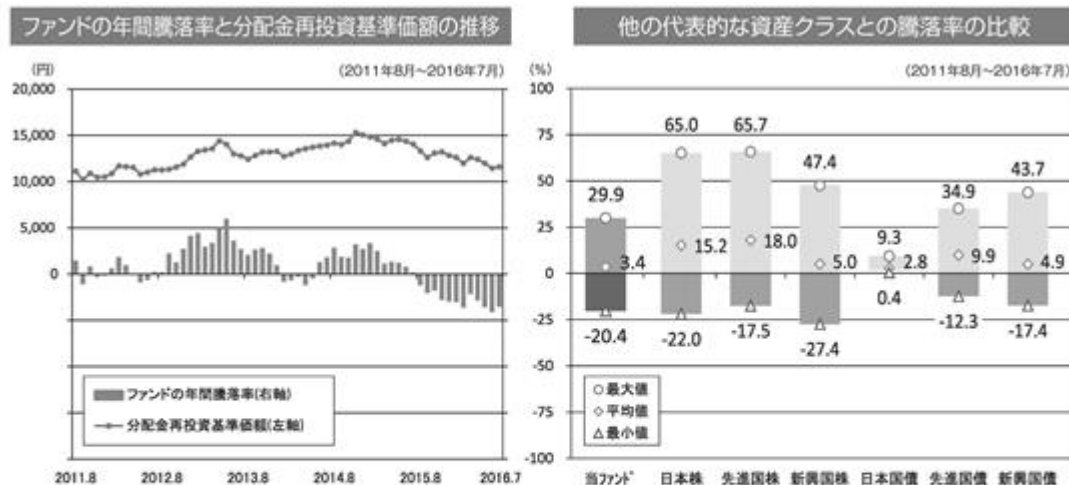 ファンドの年間騰落率と分配金再投資基準価額の推移
(円)
(2011年8月～2016年7月)
20,000
15,000
10,000
5,000
0
ファンドの年間騰落率(右軸)
分配金再投資基準価額(左軸)
2011.8 2012.8 2013.8 2014.8 2015.8 2016.7
他の代表的な資産クラスとの騰落率の比較
(%)
(2011年8月～2016年7月)
100
75
50
25
0
-25
-50
-75
-100
29.9 65.0 65.7 47.4 9.3 34.9 43.7
3.4 15.2 18.0 5.0 2.8 9.9 4.9
-20.4 -22.0 -17.5 -27.4 0.4 -12.3 -17.4
最大値
平均値
最小値
当ファンド 日本株 先進国株 新興国株 日本国債 先進国債 新興国債